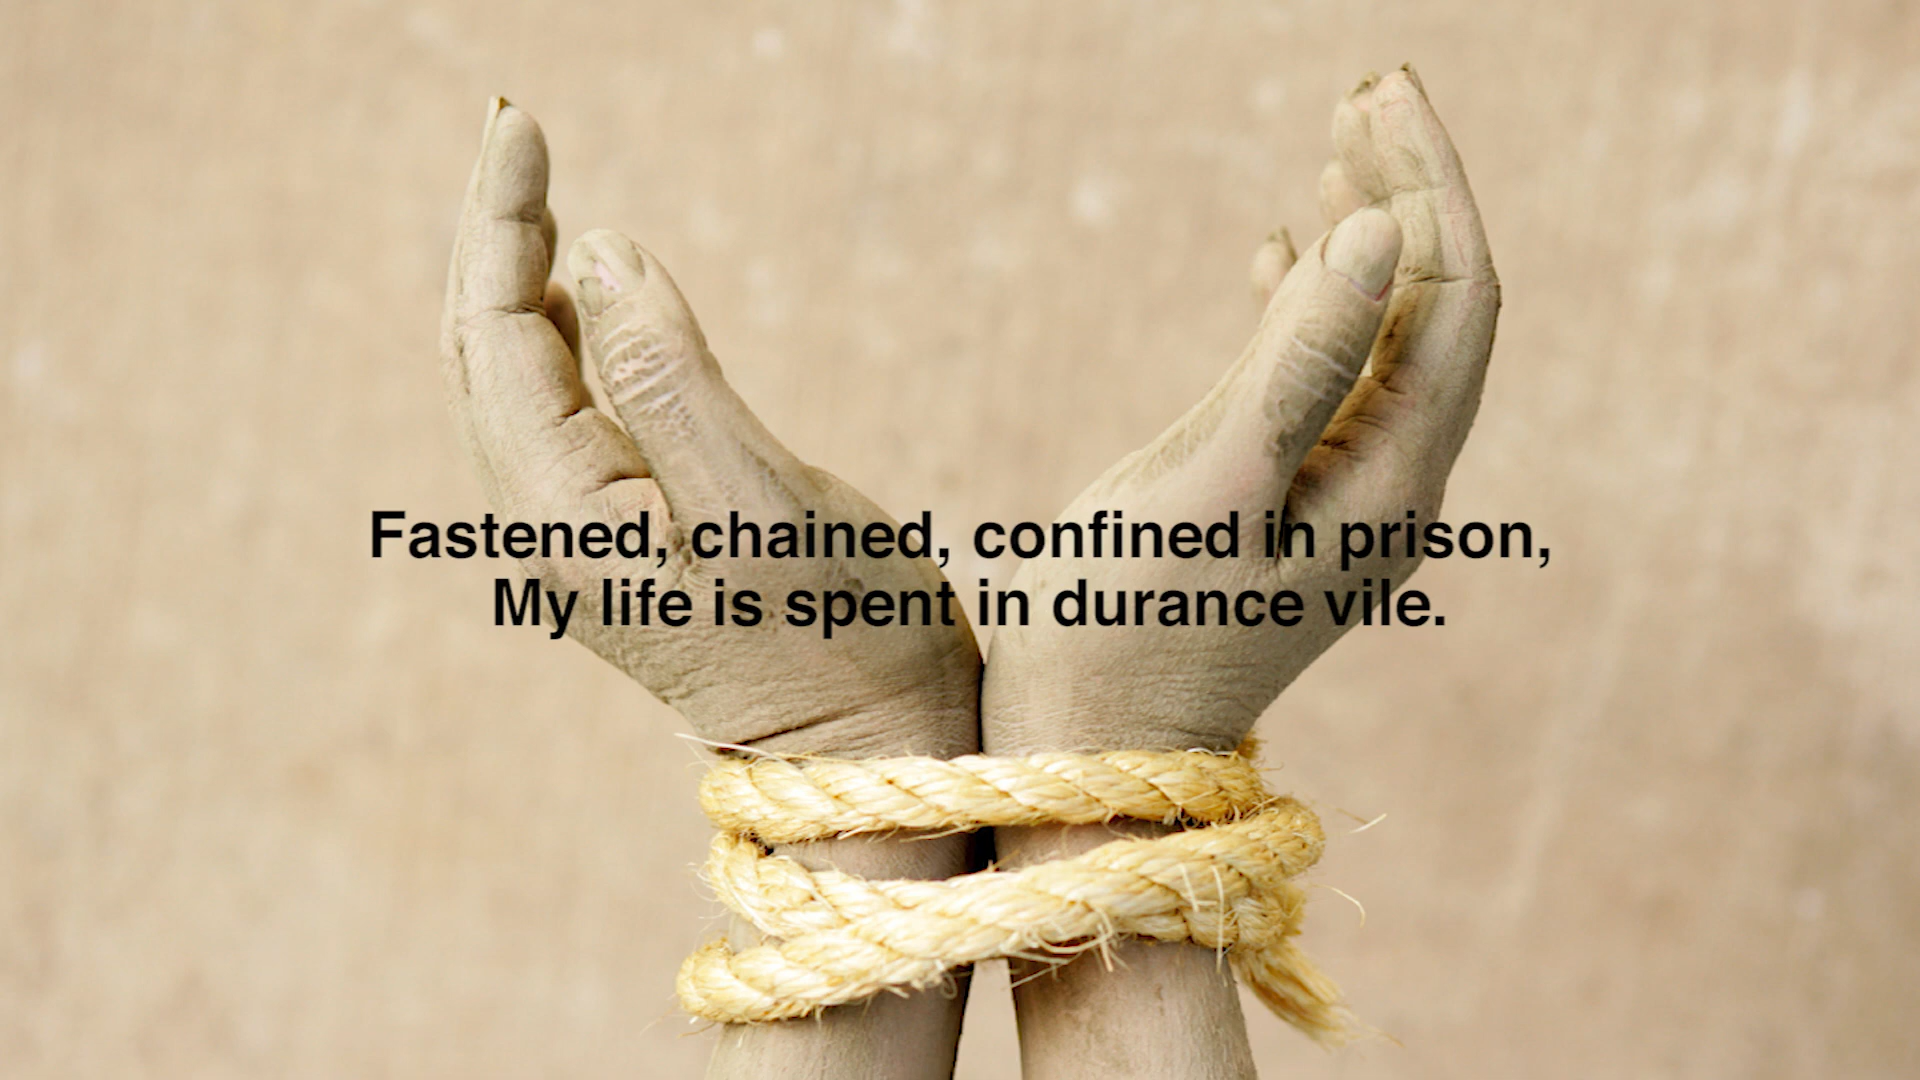 Fastened, chained, confined in prison,
My life is spent in durance vile.